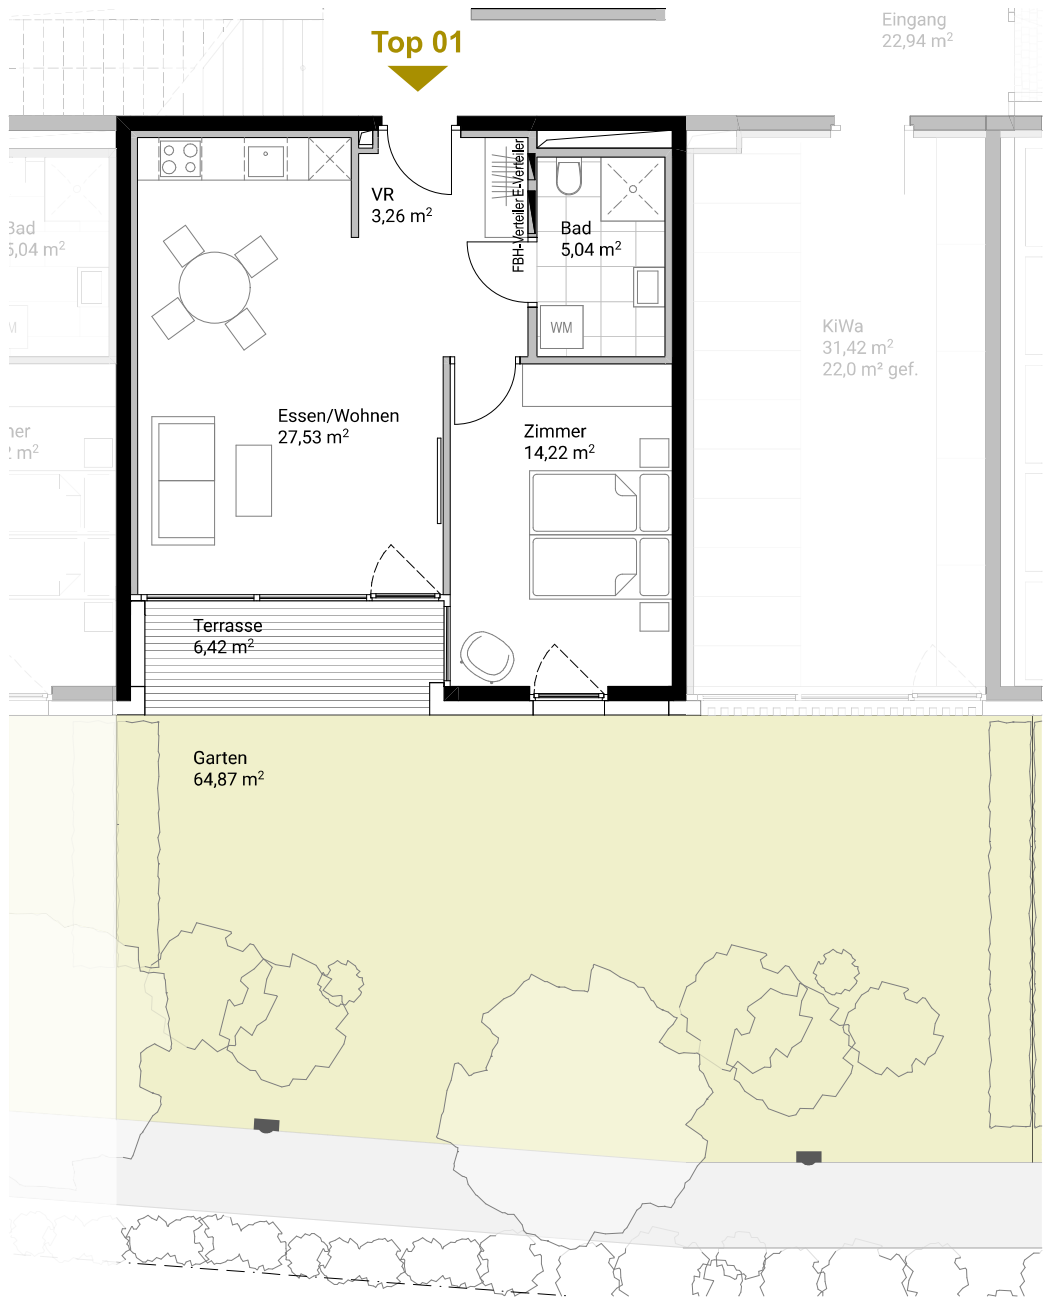 Eingang
22,94 m²
Top 01
VR
3,26 m²
E-Verteiler
FBH-Verteiler
Bad
5,04 m²
Bad
5,04 m²
WM
KiWa
31,42 m²
22,0 m² gef.
Essen/Wohnen
27,53 m²
Zimmer
14,22 m²
Terrasse
6,42 m²
Garten
64,87 m²